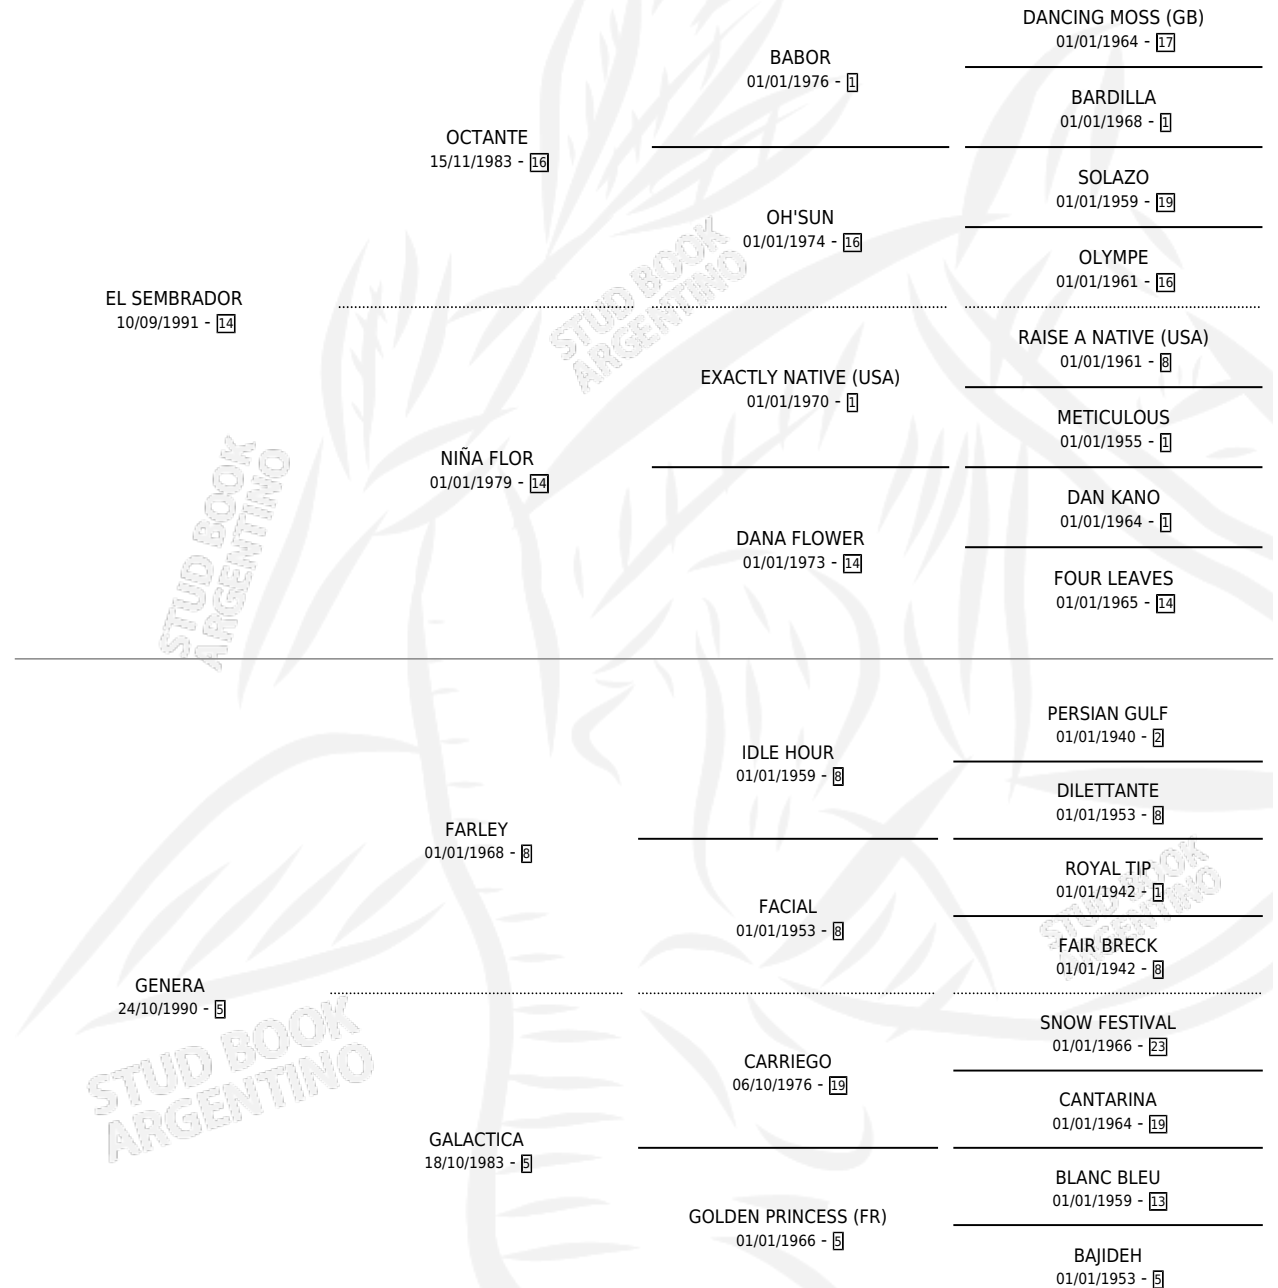 DANCING MOSS (GB)
01/01/1964 - 17
BABOR
01/01/1976 - 1
BARDILLA
01/01/1968 - 1
OCTANTE
15/11/1983 - 16
SOLAZO
01/01/1959 - 19
OH'SUN
01/01/1974 - 16
OLYMPE
01/01/1961 - 16
EL SEMBRADOR
10/09/1991 - 14
RAISE A NATIVE (USA)
01/01/1961 - 8
EXACTLY NATIVE (USA)
01/01/1970 - 1
METICULOUS
01/01/1955 - 1
NIÑA FLOR
01/01/1979 - 14
DAN KANO
01/01/1964 - 1
DANA FLOWER
01/01/1973 - 14
FOUR LEAVES
01/01/1965 - 14
PERSIAN GULF
01/01/1940 - 2
IDLE HOUR
01/01/1959 - 8
DILETTANTE
01/01/1953 - 8
FARLEY
01/01/1968 - 8
ROYAL TIP
01/01/1942 - 1
FACIAL
01/01/1953 - 8
FAIR BRECK
01/01/1942 - 8
GENERA
24/10/1990 - 5
SNOW FESTIVAL
01/01/1966 - 23
CARRIEGO
06/10/1976 - 19
CANTARINA
01/01/1964 - 19
GALACTICA
18/10/1983 - 5
BLANC BLEU
01/01/1959 - 13
GOLDEN PRINCESS (FR)
01/01/1966 - 5
BAJIDEH
01/01/1953 - 5
STUD BOOK
ARGENTINO
STUD BOOK
ARGENTINO
STUD BOOK
ARGENTINO
STUD BOOK
ARGENTINO